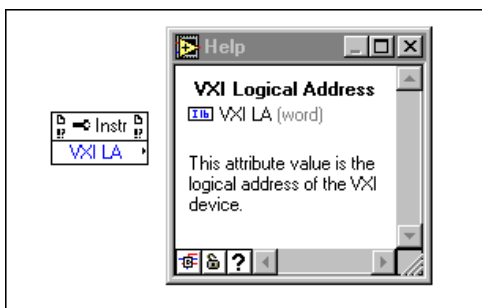 Help
VXI Logical Address
I16 VXI LA (word)
This attribute value is the
logical address of the VXI
device.
Instr
VXI LA
?